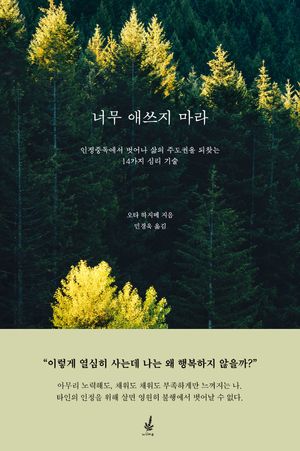 너무 애쓰지 마라
인정중독에서 벗어나 삶의 주도권을 되찾는
14가지 심리 기술
오타 하지메 지음
민경욱 옮김
“이렇게 열심히 사는데 나는 왜 행복하지 않을까?”
아무리 노력해도, 채워도 채워도 부족하게만 느껴지는 나.
타인의 인정을 위해 살면 영원히 불행에서 벗어날 수 없다.